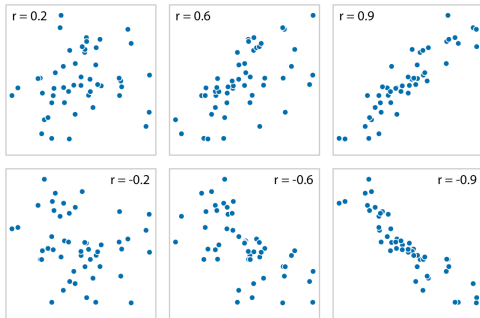 r = 0.2
r = 0.6
r = 0.9
r = -0.2
r = -0.6
r = -0.9